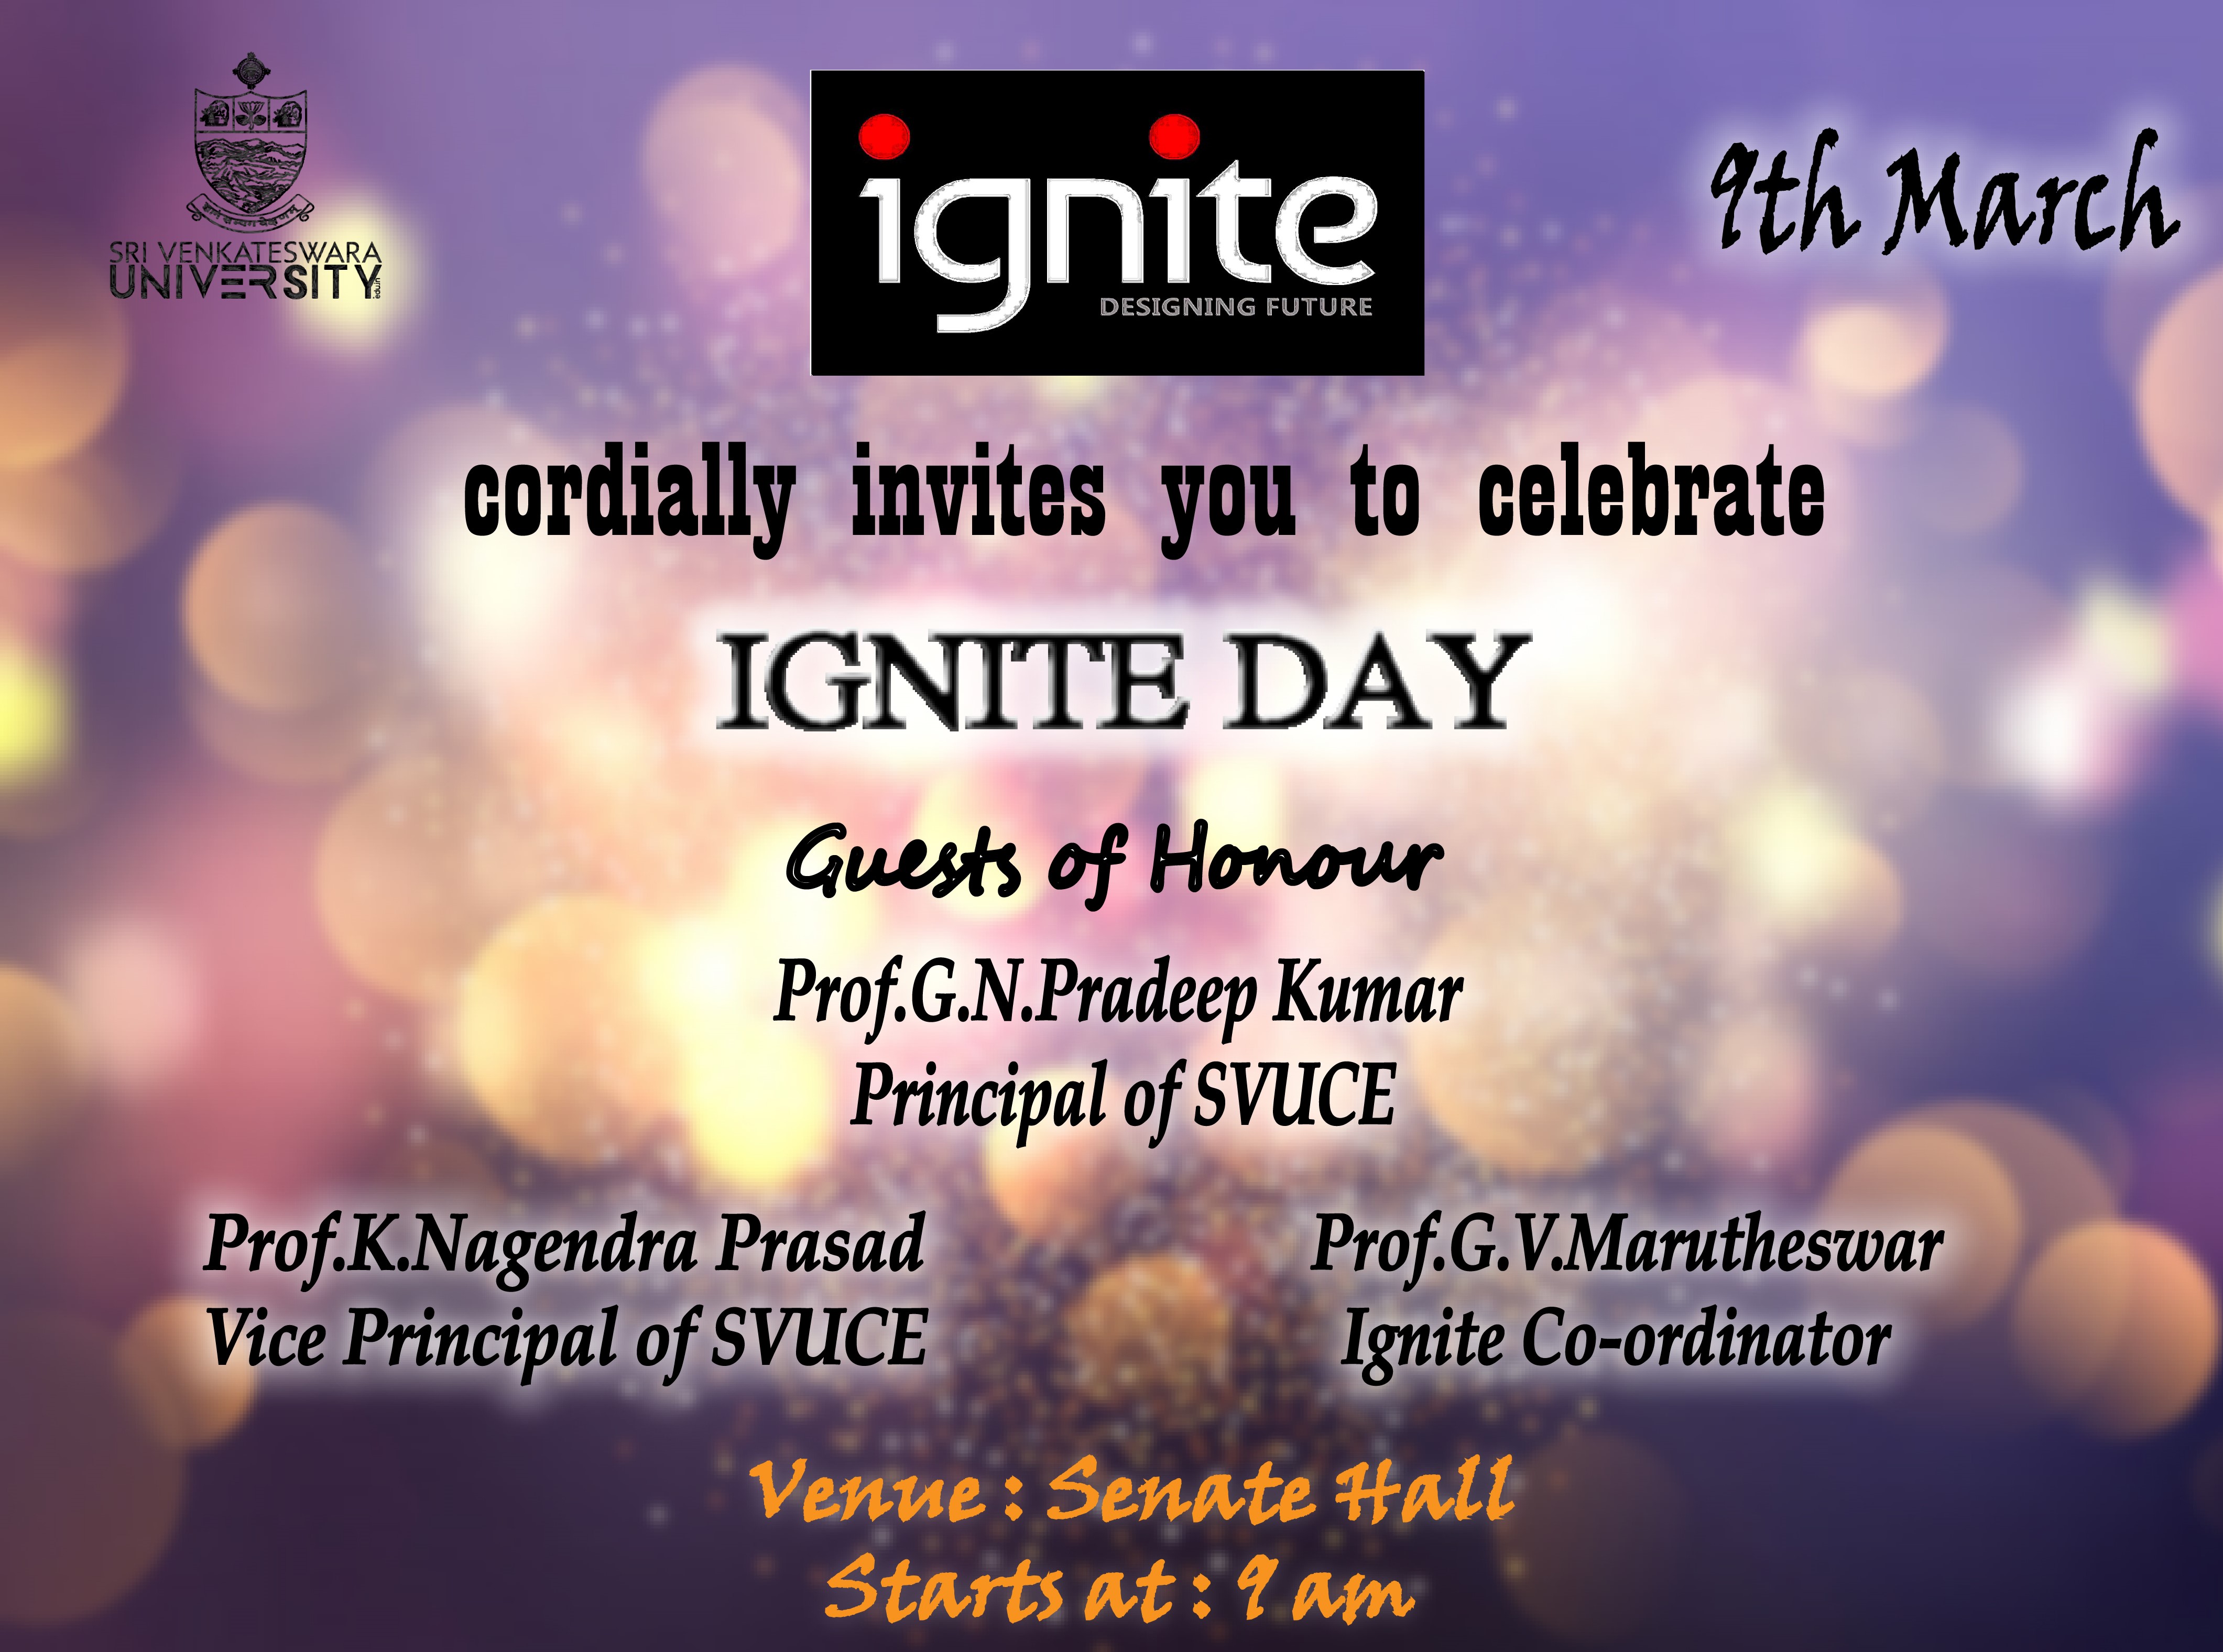 SRI VENKATESWARA
UNIVERSITY
edu.in
ignite
DESIGNING FUTURE
9th March
cordially invites you to celebrate
IGNITE DAY
Guests of Honour
Prof.G.N.Pradeep Kumar
Principal of SVUCE
Prof.K.Nagendra Prasad
Vice Principal of SVUCE
Prof.G.V.Marutheswar
Ignite Co-ordinator
Venue : Senate Hall
Starts at : 9 am